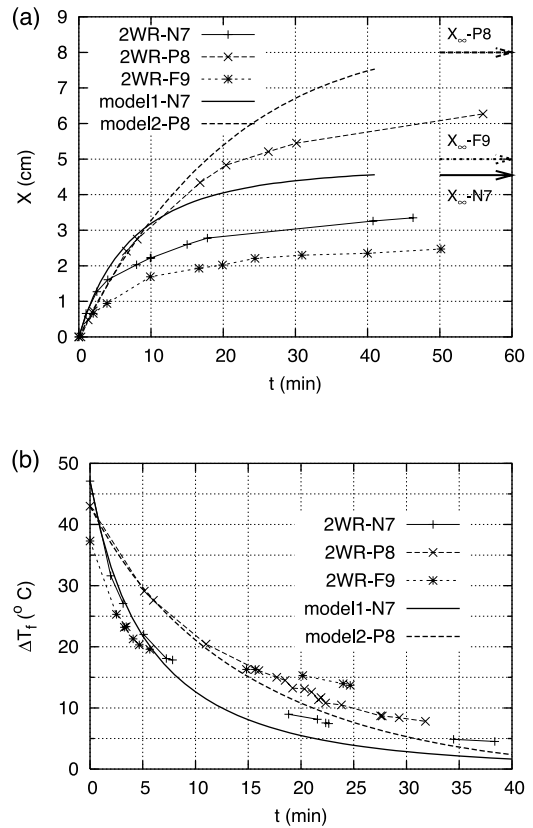 (a)
9
8
7
6
5
4
3
2
1
0
X (cm)
2WR-N7
2WR-P8
2WR-F9
model1-N7
model2-P8
X∞-P8
X∞-F9
X∞-N7
0 10 20 30 40 50 60
t (min)
(b)
50
40
30
20
10
0
ΔTf (° C)
2WR-N7
2WR-P8
2WR-F9
model1-N7
model2-P8
0 5 10 15 20 25 30 35 40
t (min)